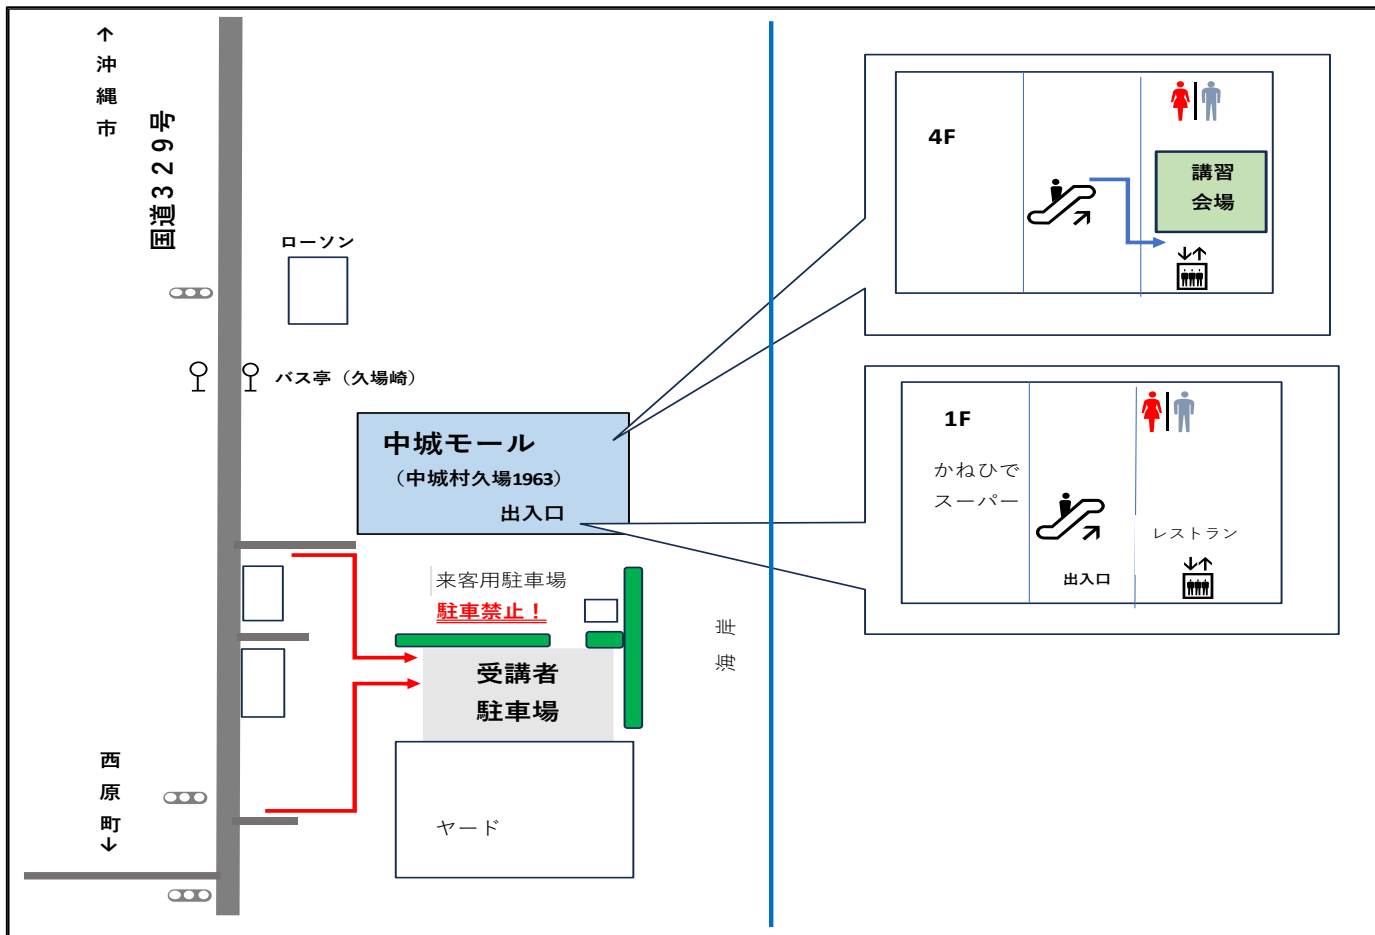 ↑沖縄市
国道３２９号
ローソン
バス亭（久場崎）
中城モール
（中城村久場1963）
出入口
来客用駐車場
駐車禁止！
受講者
駐車場
ヤード
西原町↓
海岸
4F
講習
会場
↓↑
1F
かねひで
スーパー
レストラン
出入口
↓↑